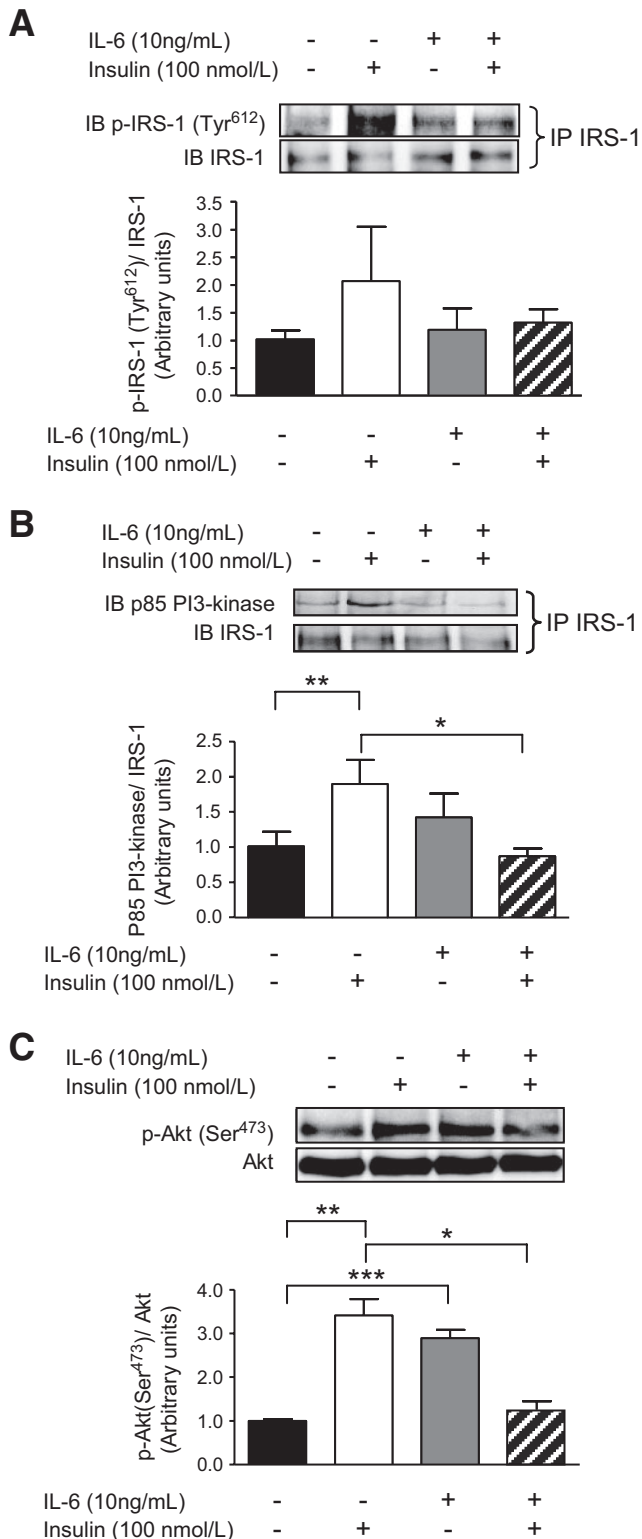 A
IL-6 (10ng/mL) - - + +
Insulin (100 nmol/L) - + - +
IB p-IRS-1 (Tyr612)
IB IRS-1
IP IRS-1
p-IRS-1 (Tyr612)/ IRS-1
(Arbitrary units)
3.5
3.0
2.5
2.0
1.5
1.0
0.5
0.0
IL-6 (10ng/mL) - - + +
Insulin (100 nmol/L) - + - +
B
IL-6 (10ng/mL) - - + +
Insulin (100 nmol/L) - + - +
IB p85 PI3-kinase
IB IRS-1
IP IRS-1
**
*
P85 PI3-kinase/ IRS-1
(Arbitrary units)
2.5
2.0
1.5
1.0
0.5
0.0
IL-6 (10ng/mL) - - + +
Insulin (100 nmol/L) - + - +
C
IL-6 (10ng/mL) - - + +
Insulin (100 nmol/L) - + - +
p-Akt (Ser473)
Akt
**
*
***
p-Akt(Ser473)/ Akt
(Arbitrary units)
4.0
3.0
2.0
1.0
0.0
IL-6 (10ng/mL) - - + +
Insulin (100 nmol/L) - + - +